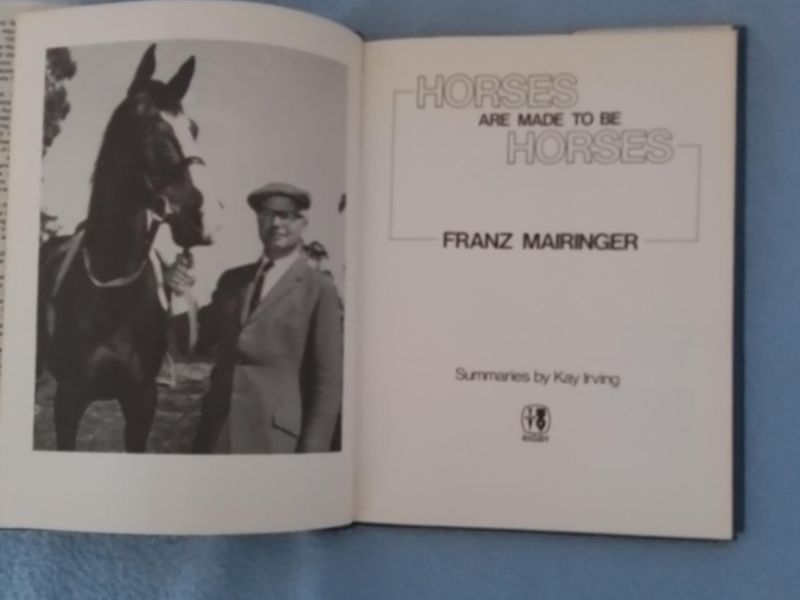 HORSES
ARE MADE TO BE
HORSES
FRANZ MAIRINGER
Summaries by Kay Irving
RIGBY